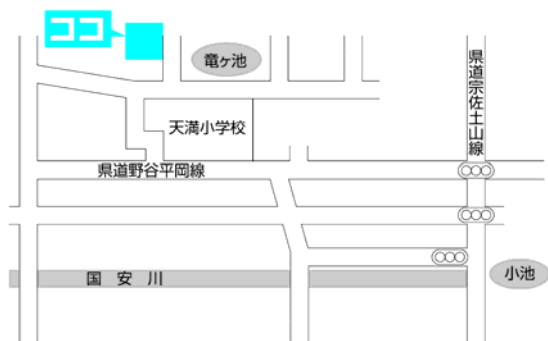 ココ
竜ヶ池
県道宗佐土山線
天満小学校
県道野谷平岡線
小池
国安川